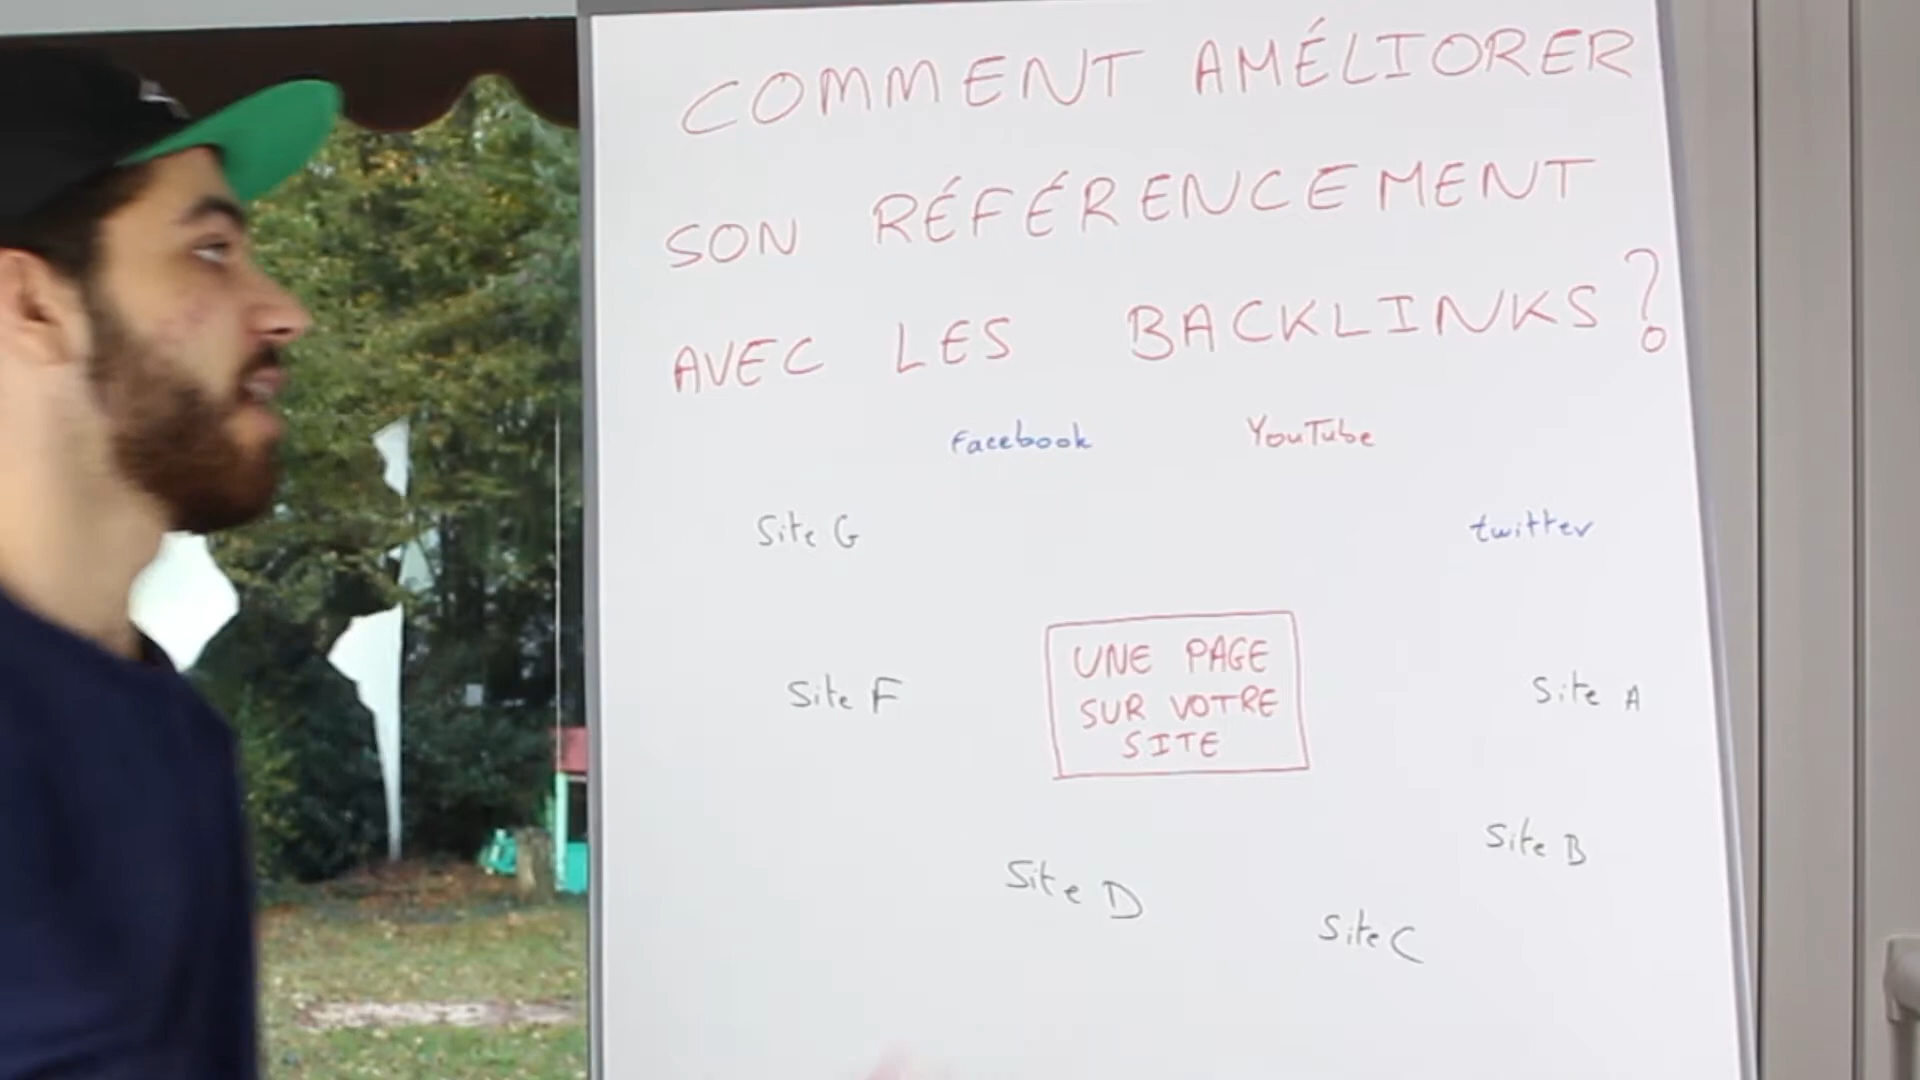 COMMENT AMÉLIORER
SON RÉFÉRENCEMENT
AVEC LES BACKLINKS?
Facebook
YouTube
Site G
twitter
UNE PAGE
SUR VOTRE
SITE
Site F
Site A
Site B
Site D
Site C